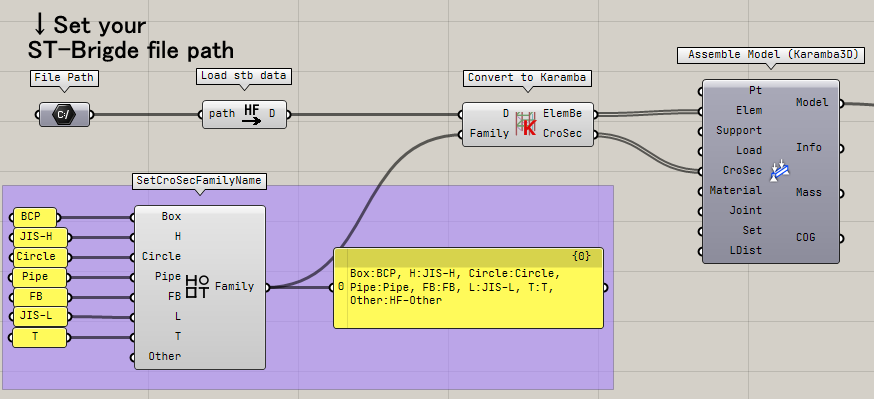 ↓Set your
ST-Brigde file path
File Path
Load stb data
Convert to Karamba
Assemble Model (Karamba3D)
C:/
path HF D
D ElemBe
Family K CroSec
Pt
Elem
Support
Load
CroSec
Material
Joint
Set
LDist
Model
Info
Mass
COG
SetCroSecFamilyName
BCP
JIS-H
Circle
Pipe
FB
JIS-L
T
Box
H
Circle
Pipe
FB
L
T
Other
Family
{0}
0 Box:BCP, H:JIS-H, Circle:Circle,
Pipe:Pipe, FB:FB, L:JIS-L, T:T,
Other:HF-Other